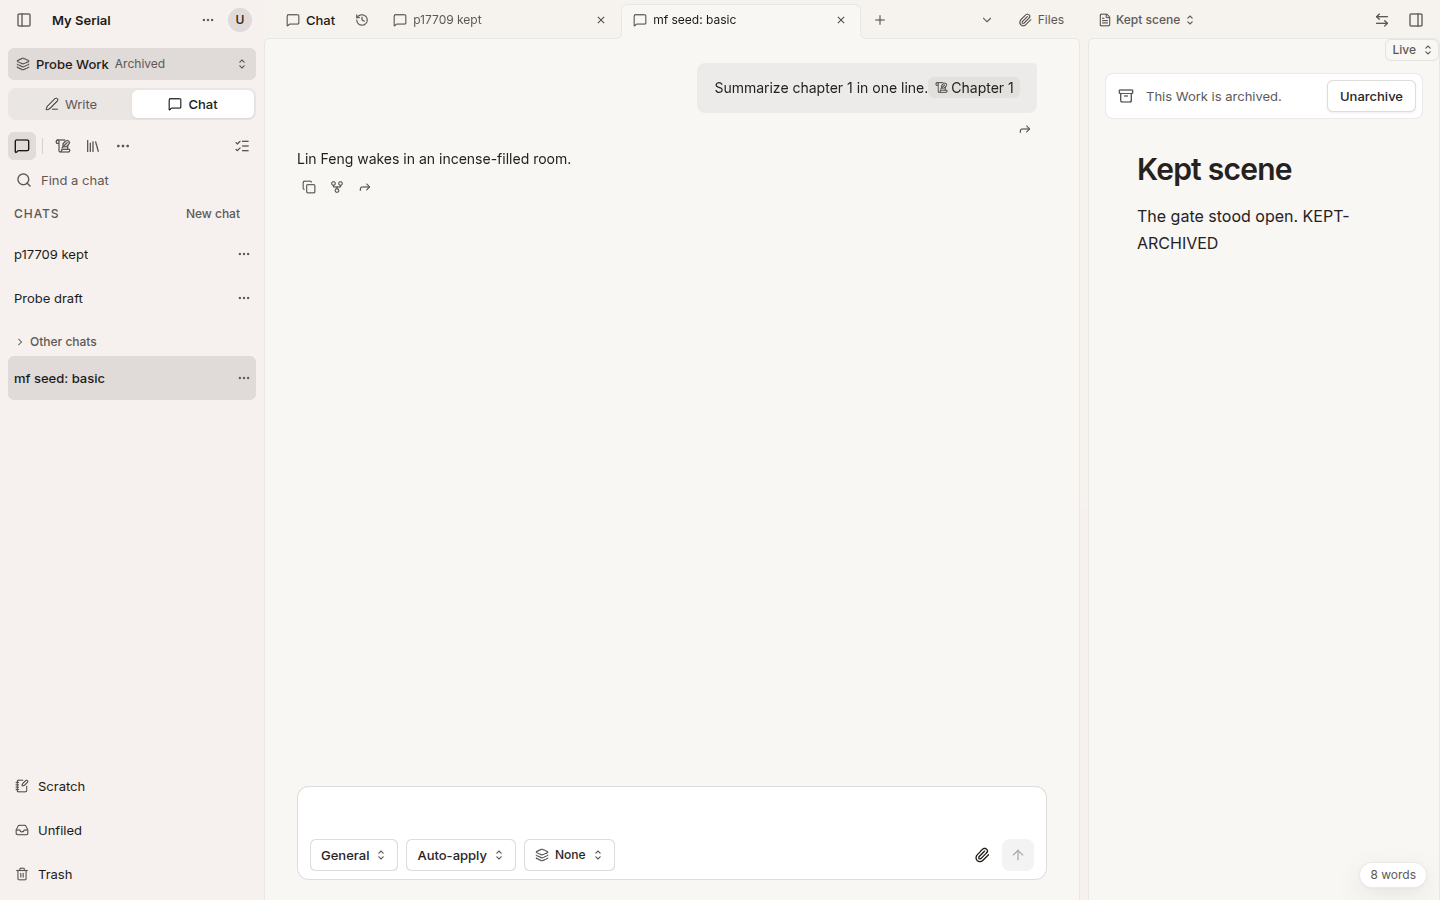 My Serial
U
Probe Work Archived
Write
Chat
Find a chat
CHATS
New chat
p17709 kept
Probe draft
Other chats
mf seed: basic
Scratch
Unfiled
Trash
Chat
p17709 kept
mf seed: basic
Files
Summarize chapter 1 in one line. Chapter 1
Lin Feng wakes in an incense-filled room.
General
Auto-apply
None
Kept scene
Live
This Work is archived.
Unarchive
Kept scene
The gate stood open. KEPT-
ARCHIVED
8 words